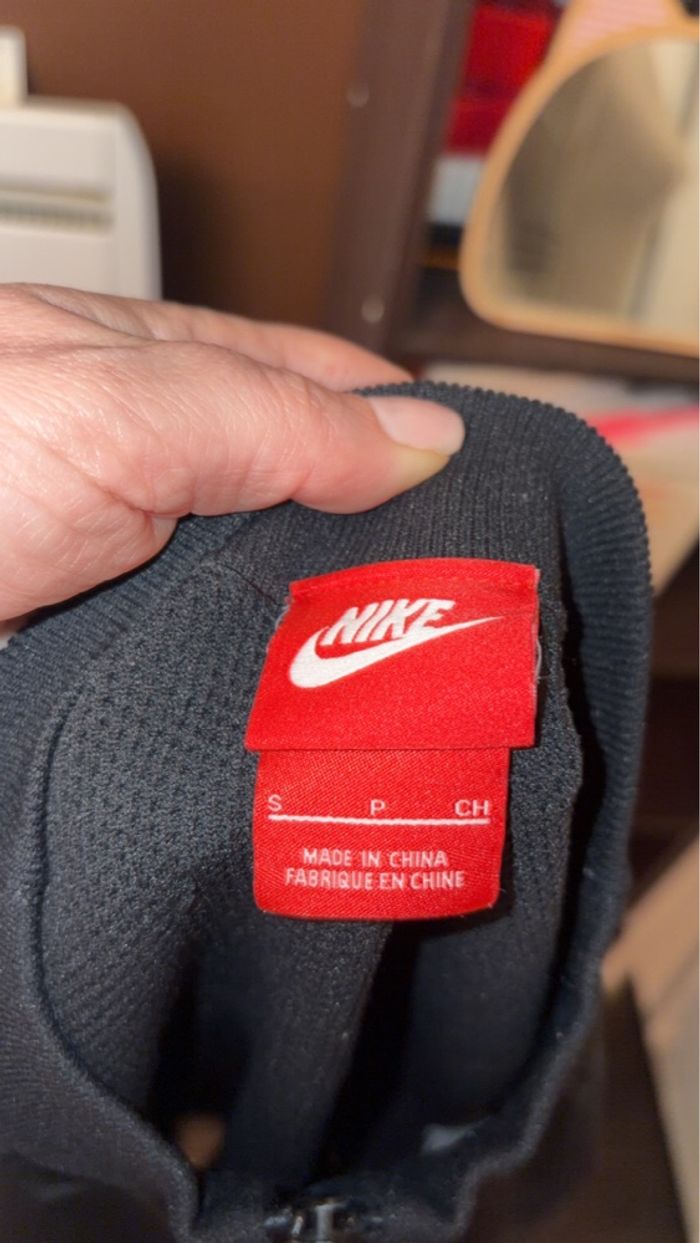 NIKE
S P CH
MADE IN CHINA
FABRIQUE EN CHINE